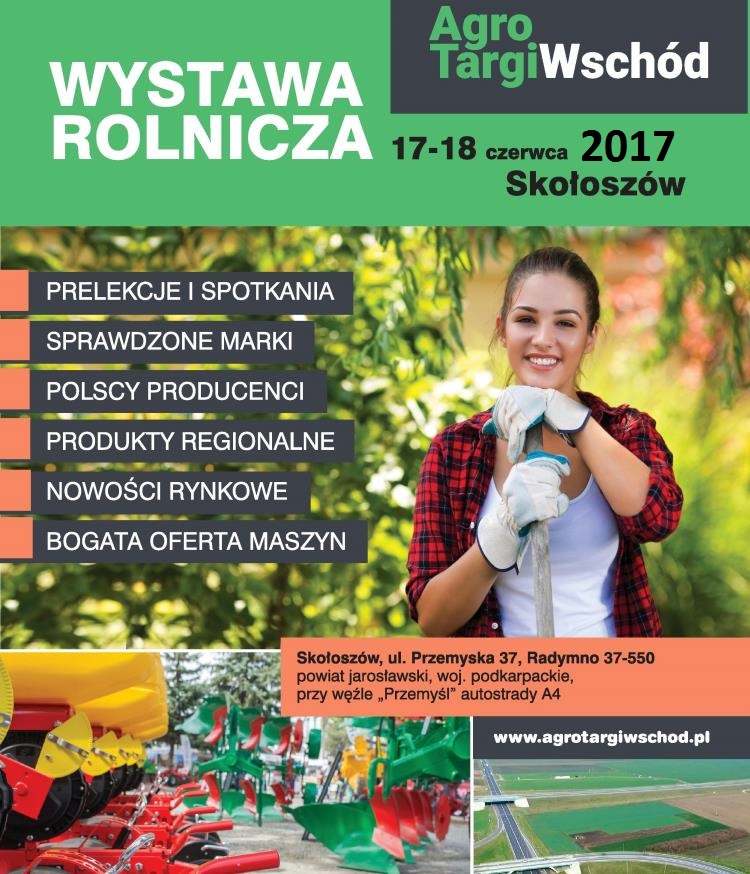 Agro
TargiWschód
WYSTAWA
ROLNICZA
17-18 czerwca 2017
Skołoszów
PRELEKCJE I SPOTKANIA
SPRAWDZONE MARKI
POLSCY PRODUCENCI
PRODUKTY REGIONALNE
NOWOŚCI RYNKOWE
BOGATA OFERTA MASZYN
Skołoszów, ul. Przemyska 37, Radymno 37-550
powiat jarosławski, woj. podkarpackie,
przy węźle „Przemyśl” autostrady A4
www.agrotargiwschod.pl